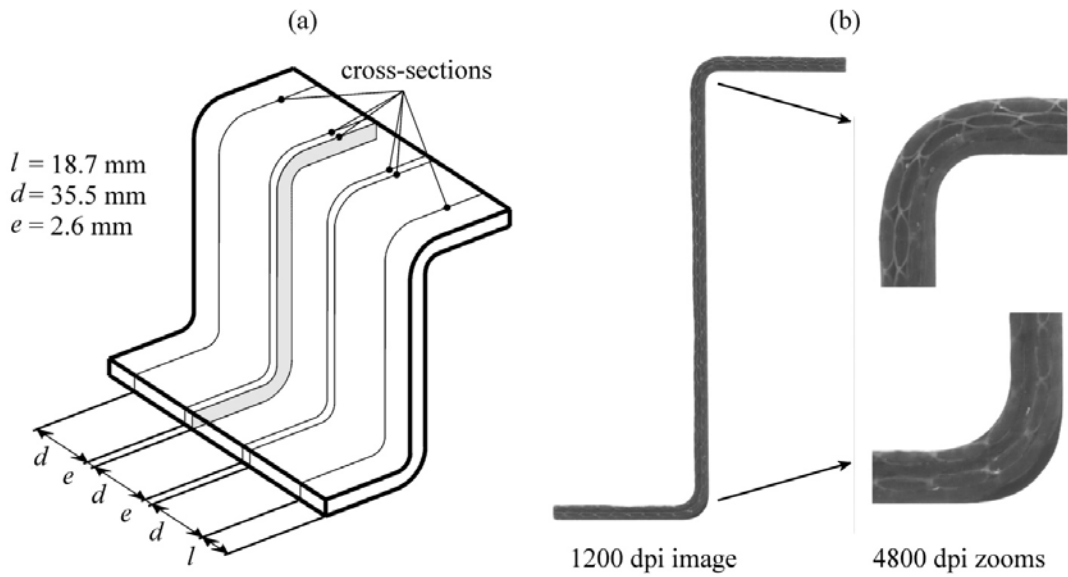 (a)
(b)
cross-sections
l = 18.7 mm
d = 35.5 mm
e = 2.6 mm
d
e
d
e
d
l
1200 dpi image
4800 dpi zooms